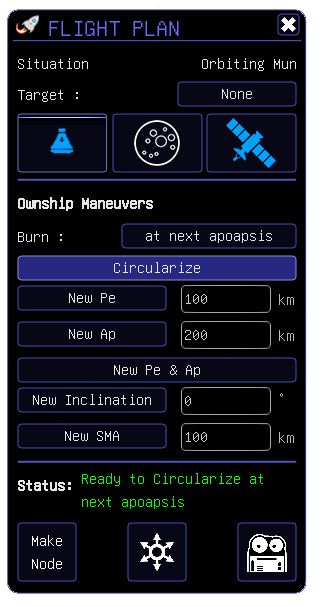 FLIGHT PLAN
Situation Orbiting Mun
Target : None
Ownship Maneuvers
Burn : at next apoapsis
Circularize
New Pe 100 km
New Ap 200 km
New Pe & Ap
New Inclination 0 °
New SMA 100 km
Status: Ready to Circularize at
next apoapsis
Make
Node